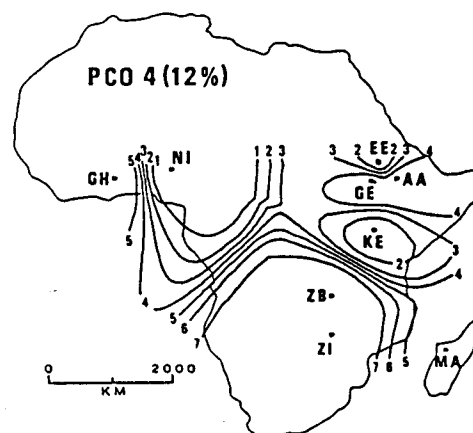 PCO 4 (12%)
5 4 3 2 1
NI
GH
1 2 3
3 2 EE 2 3 4
GE AA
KE
5
2
3
4
4
5
6
7
ZB
ZI
7 6 5
MA
0 2000
KM